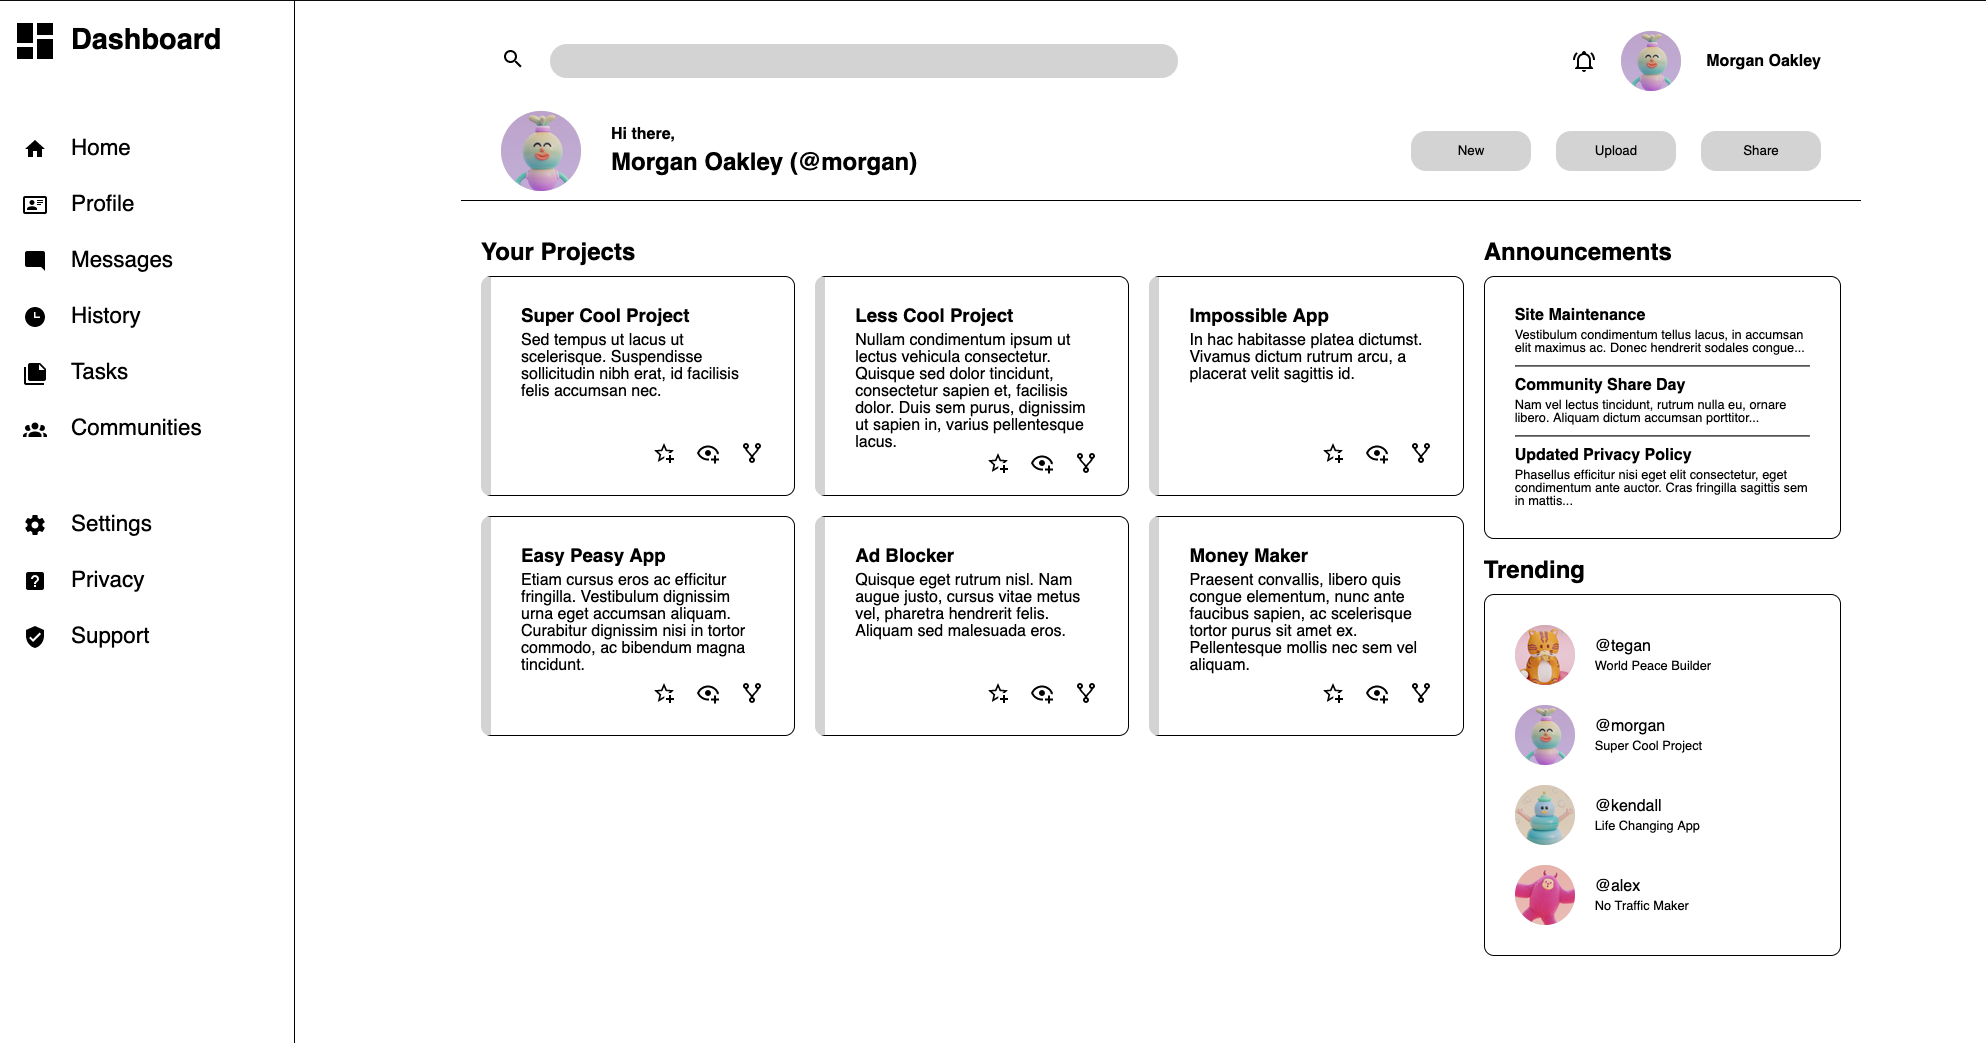 Dashboard
Home
Profile
Messages
History
Tasks
Communities
Settings
Privacy
Support
Morgan Oakley
Hi there,
Morgan Oakley (@morgan)
New
Upload
Share
Your Projects
Super Cool Project
Sed tempus ut lacus ut
scelerisque. Suspendisse
sollicitudin nibh erat, id facilisis
felis accumsan nec.
Less Cool Project
Nullam condimentum ipsum ut
lectus vehicula consectetur.
Quisque sed dolor tincidunt,
consectetur sapien et, facilisis
dolor. Duis sem purus, dignissim
ut sapien in, varius pellentesque
lacus.
Impossible App
In hac habitasse platea dictumst.
Vivamus dictum rutrum arcu, a
placerat velit sagittis id.
Easy Peasy App
Etiam cursus eros ac efficitur
fringilla. Vestibulum dignissim
urna eget accumsan aliquam.
Curabitur dignissim nisi in tortor
commodo, ac bibendum magna
tincidunt.
Ad Blocker
Quisque eget rutrum nisl. Nam
augue justo, cursus vitae metus
vel, pharetra hendrerit felis.
Aliquam sed malesuada eros.
Money Maker
Praesent convallis, libero quis
congue elementum, nunc ante
faucibus sapien, ac scelerisque
tortor purus sit amet ex.
Pellentesque mollis nec sem vel
aliquam.
Announcements
Site Maintenance
Vestibulum condimentum tellus lacus, in accumsan
elit maximus ac. Donec hendrerit sodales congue...
Community Share Day
Nam vel lectus tincidunt, rutrum nulla eu, ornare
libero. Aliquam dictum accumsan porttitor...
Updated Privacy Policy
Phasellus efficitur nisi eget elit consectetur, eget
condimentum ante auctor. Cras fringilla sagittis sem
in mattis...
Trending
@tegan
World Peace Builder
@morgan
Super Cool Project
@kendall
Life Changing App
@alex
No Traffic Maker